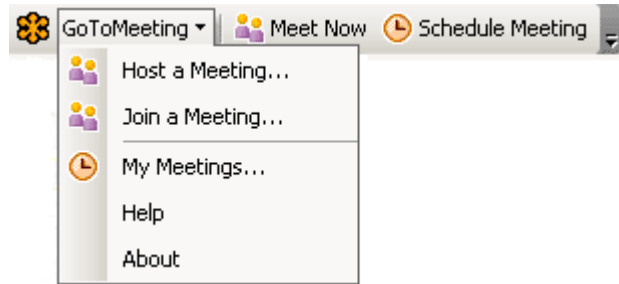 GoToMeeting Meet Now Schedule Meeting
Host a Meeting...
Join a Meeting...
My Meetings...
Help
About